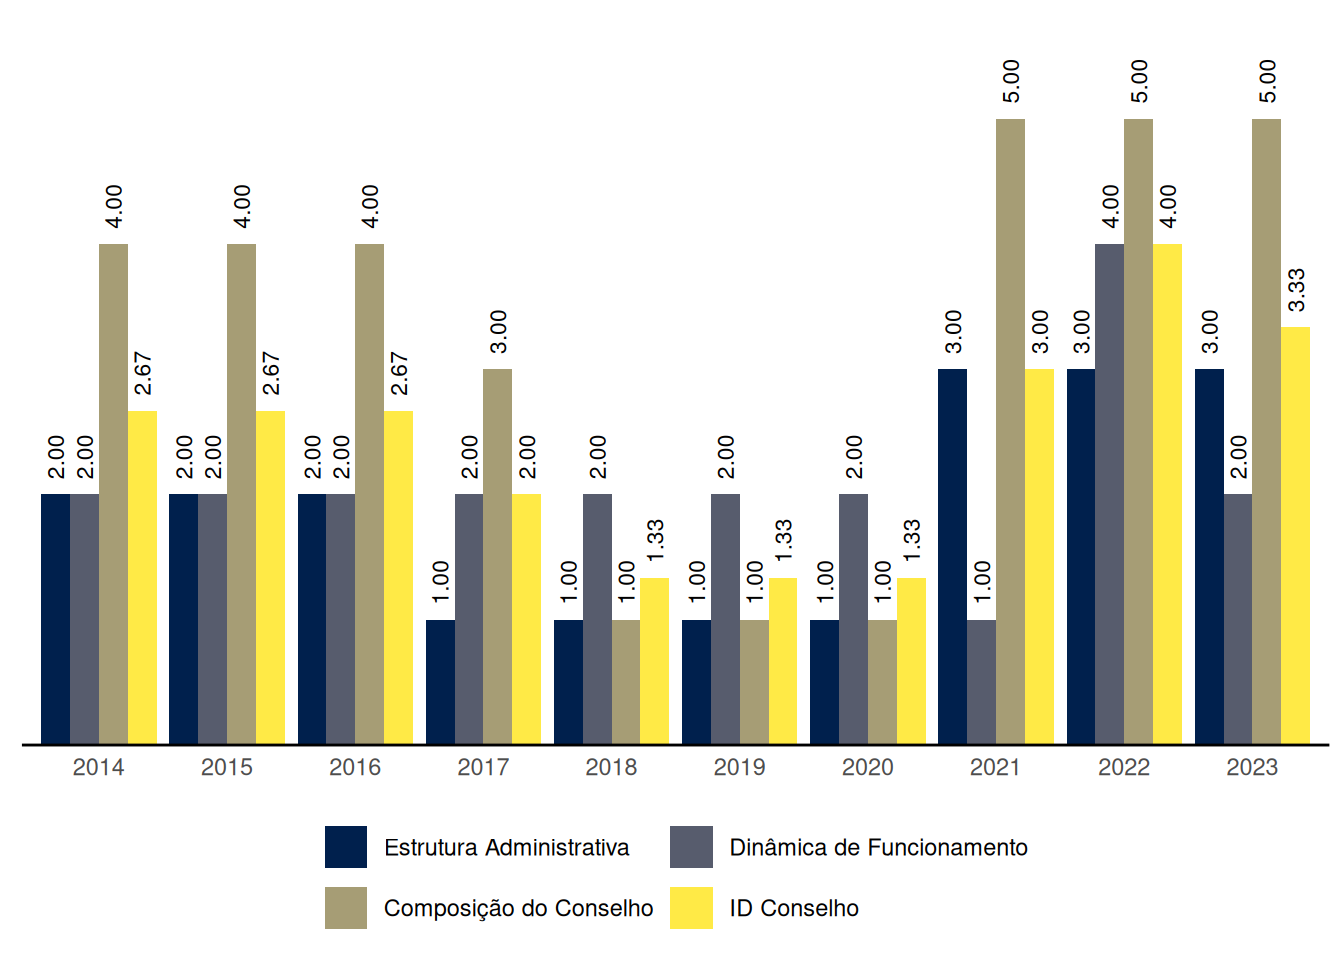 5.00 5.00 5.00
4.00 4.00 4.00 4.00 4.00
3.33
3.00 3.00 3.00 3.00 3.00
2.67 2.67 2.67
2.00 2.00 2.00 2.00 2.00 2.00 2.00 2.00 2.00 2.00 2.00 2.00
1.33 1.33 1.33
1.00 1.00 1.00 1.00 1.00 1.00 1.00 1.00
2014 2015 2016 2017 2018 2019 2020 2021 2022 2023
Estrutura Administrativa Dinâmica de Funcionamento
Composição do Conselho ID Conselho